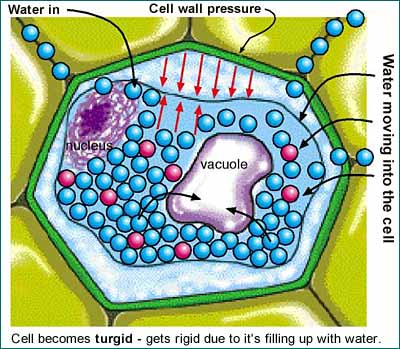 Water in
Cell wall pressure
nucleus
vacuole
Water moving into the cell
Cell becomes turgid - gets rigid due to it's filling up with water.